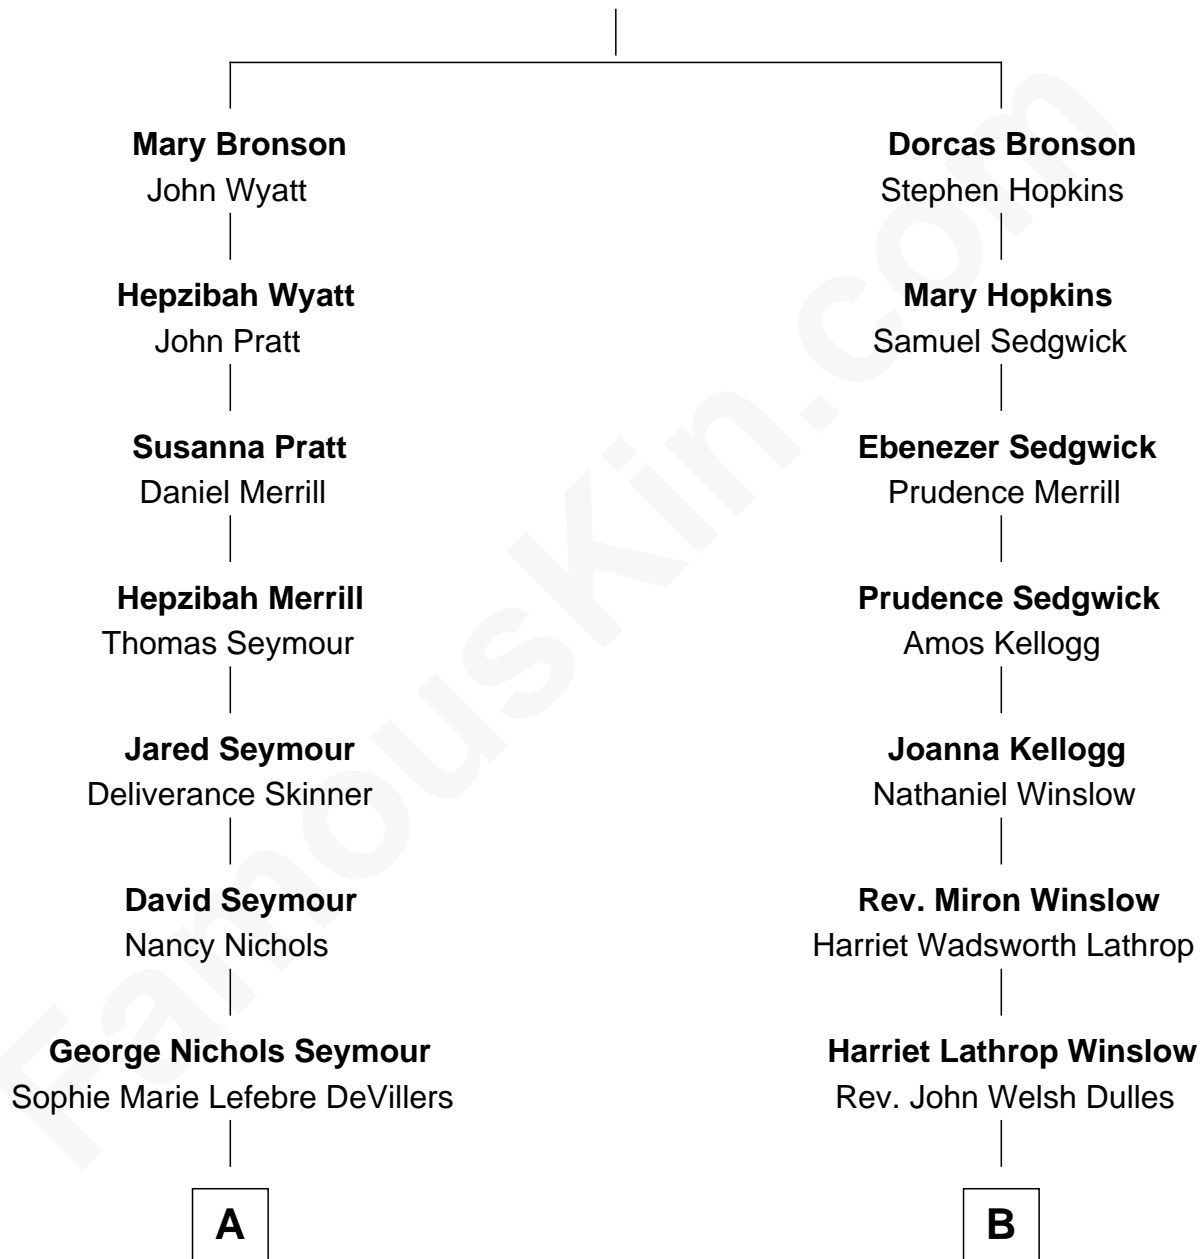 Mary Bronson
John Wyatt
Dorcas Bronson
Stephen Hopkins
Hepzibah Wyatt
John Pratt
Mary Hopkins
Samuel Sedgwick
Susanna Pratt
Daniel Merrill
Ebenezer Sedgwick
Prudence Merrill
Hepzibah Merrill
Thomas Seymour
Prudence Sedgwick
Amos Kellogg
Jared Seymour
Deliverance Skinner
Joanna Kellogg
Nathaniel Winslow
David Seymour
Nancy Nichols
Rev. Miron Winslow
Harriet Wadsworth Lathrop
George Nichols Seymour
Sophie Marie Lefebre DeVillers
Harriet Lathrop Winslow
Rev. John Welsh Dulles
A
B
FamousKin.com